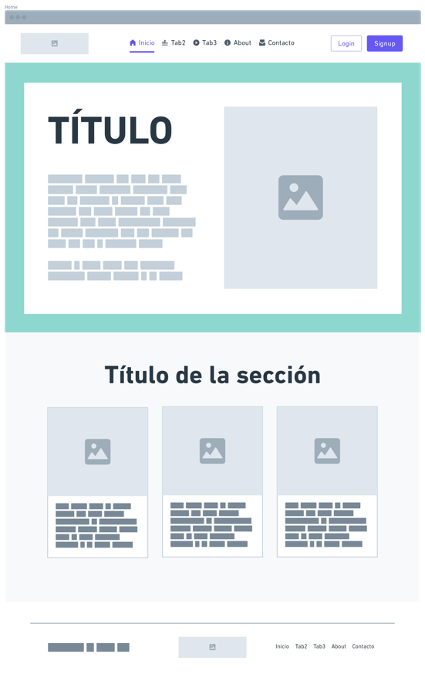 Home
Inicio Tab2 Tab3 About Contacto Login Signup
TÍTULO
Título de la sección
Inicio Tab2 Tab3 About Contacto